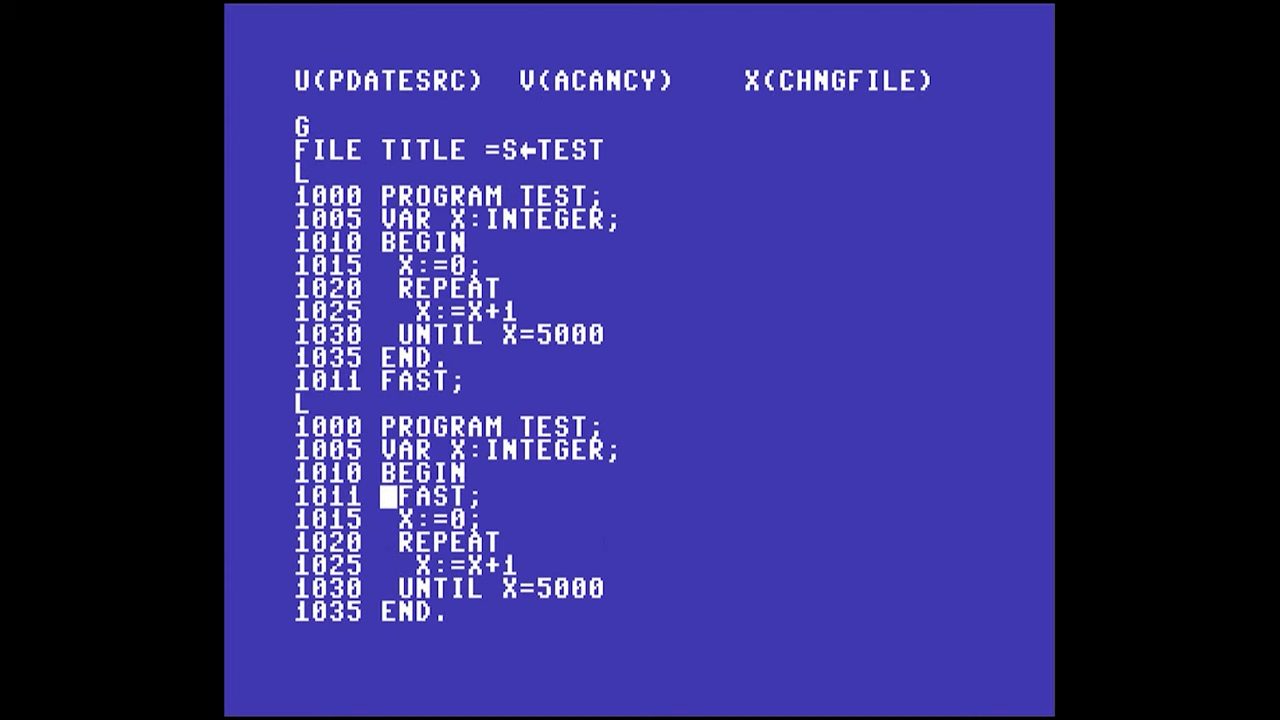 U(PDATESRC)  V(ACANCY)    X(CHNGFILE)
G
FILE TITLE =S←TEST
L
1000 PROGRAM TEST;
1005 VAR X:INTEGER;
1010 BEGIN
1015  X:=0;
1020  REPEAT
1025   X:=X+1
1030  UNTIL X=5000
1035 END.
1011 FAST;
L
1000 PROGRAM TEST;
1005 VAR X:INTEGER;
1010 BEGIN
1011  FAST;
1015  X:=0;
1020  REPEAT
1025   X:=X+1
1030  UNTIL X=5000
1035 END.